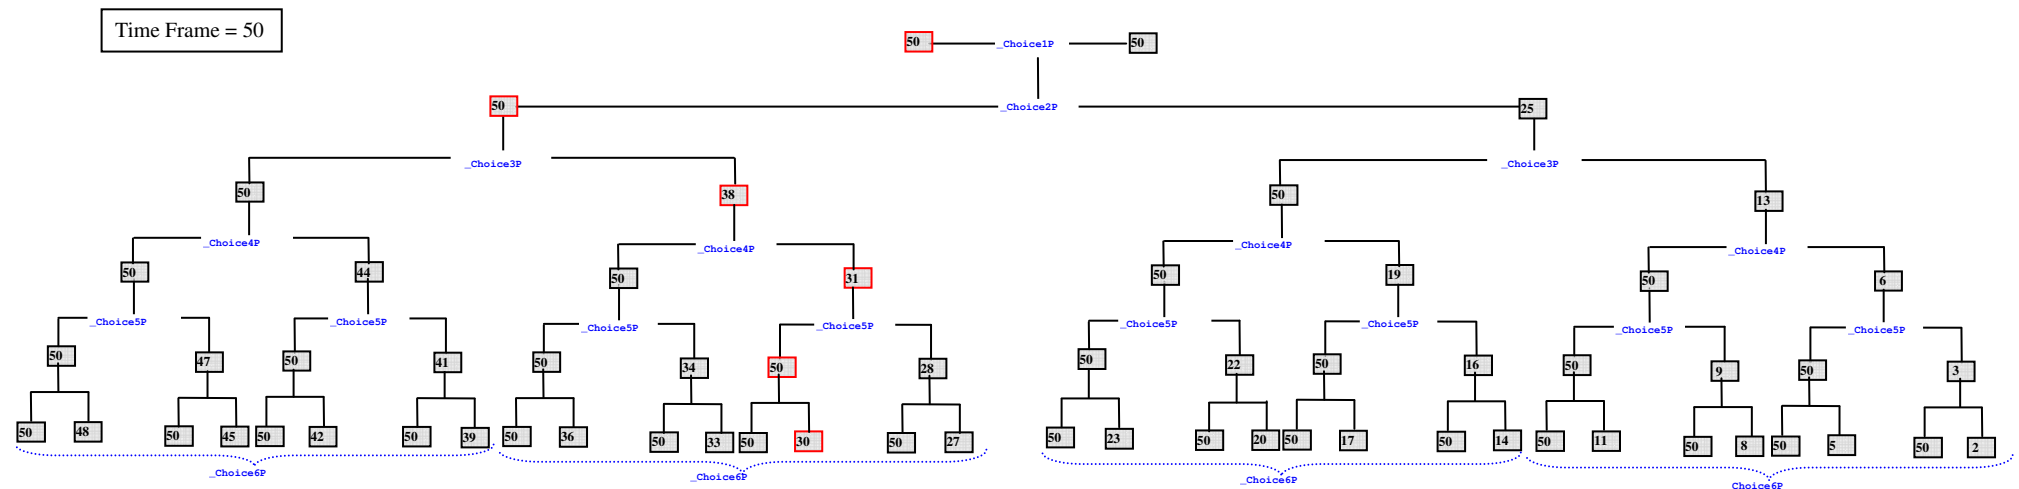 Time Frame = 50
50 _Choice1P 50
50 _Choice2P 25
_Choice3P _Choice3P
50 38 50 13
_Choice4P _Choice4P _Choice4P _Choice4P
50 44 50 31 50 19 50 6
_Choice5P _Choice5P _Choice5P _Choice5P _Choice5P _Choice5P _Choice5P _Choice5P
50 47 50 41 50 34 50 28 50 22 50 16 50 9 50 3
50 48 50 45 50 42 50 39 50 36 50 33 50 30 50 27 50 23 50 20 50 17 50 14 50 11 50 8 50 5 50 2
_Choice6P _Choice6P _Choice6P Choice6P